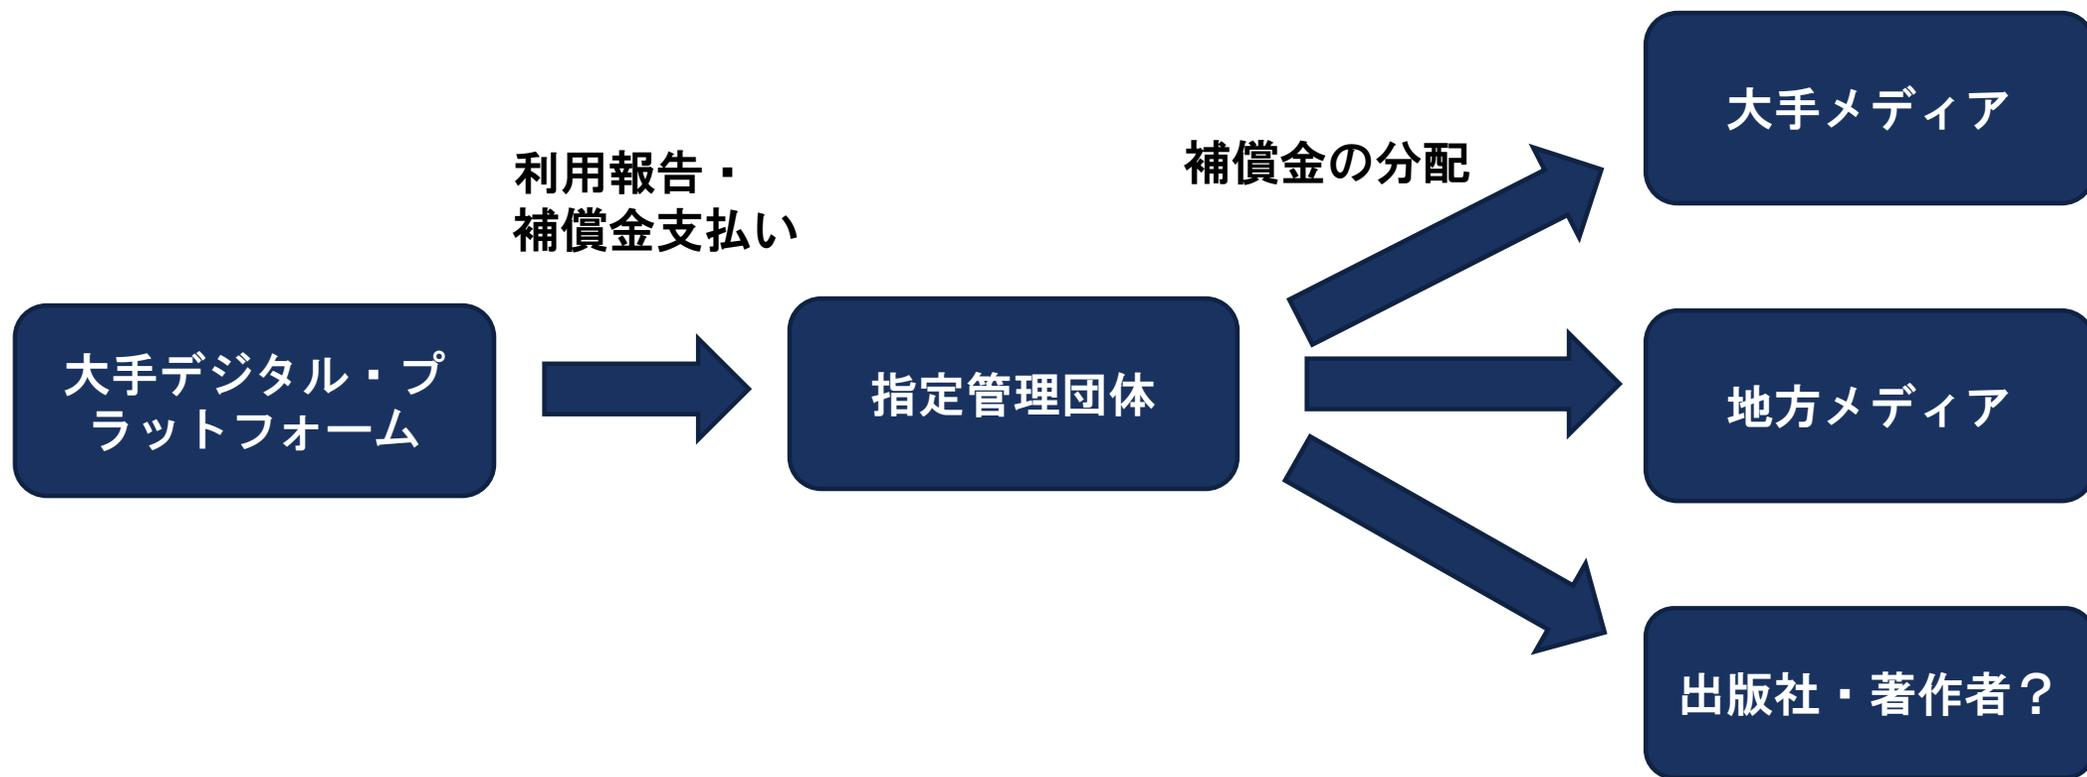 利用報告・
補償金支払い
大手デジタル・プ
ラットフォーム
指定管理団体
補償金の分配
大手メディア
地方メディア
出版社・著作者？